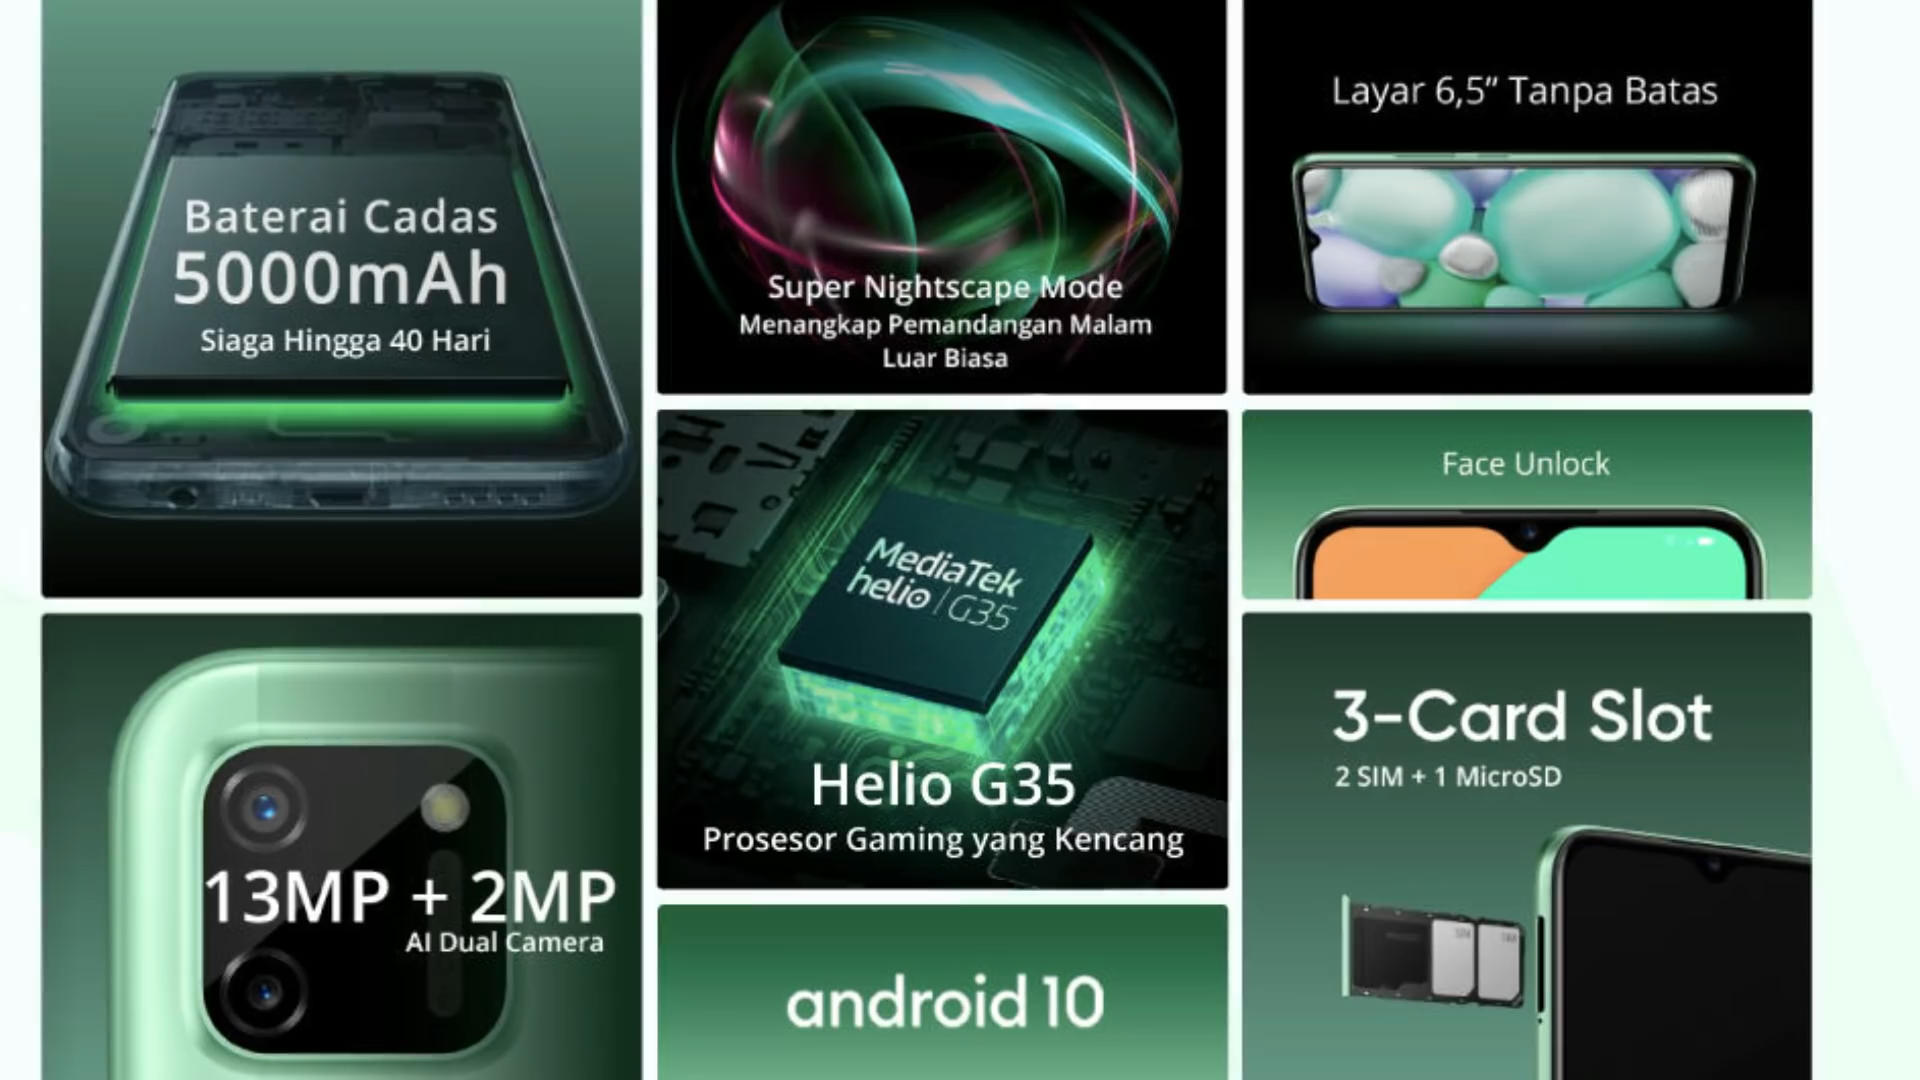 Baterai Cadas
5000mAh
Siaga Hingga 40 Hari
Super Nightscape Mode
Menangkap Pemandangan Malam
Luar Biasa
Layar 6,5” Tanpa Batas
Face Unlock
MediaTek
helio | G35
Helio G35
Prosesor Gaming yang Kencang
13MP + 2MP
AI Dual Camera
android 10
3-Card Slot
2 SIM + 1 MicroSD